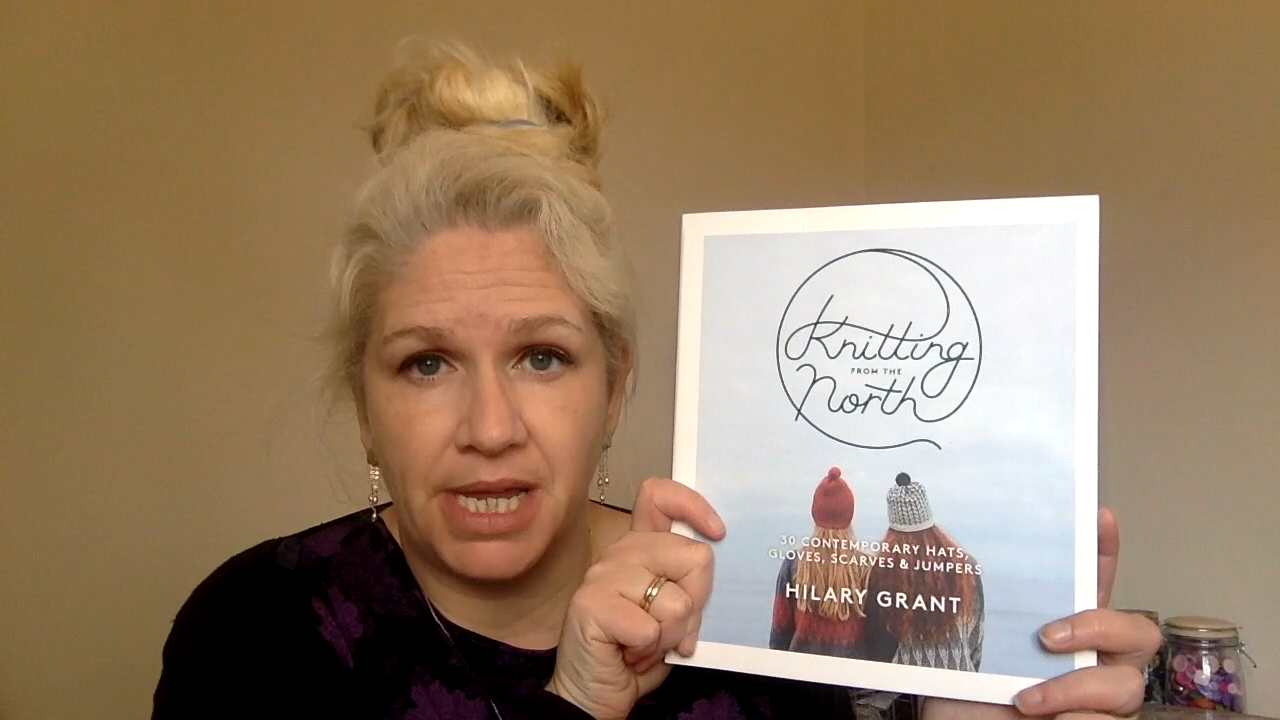 Knitting
FROM THE
North
30 CONTEMPORARY HATS,
GLOVES, SCARVES & JUMPERS
HILARY GRANT